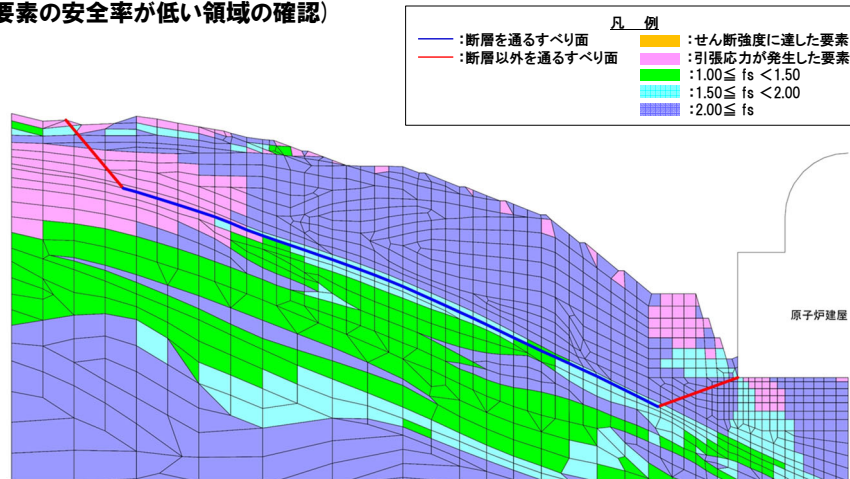 要素の安全率が低い領域の確認)
凡 例
:断層を通るすべり面
:断層以外を通るすべり面
:せん断強度に達した要素
:引張応力が発生した要素
:1.00≦ fs <1.50
:1.50≦ fs <2.00
:2.00≦ fs
原子炉建屋